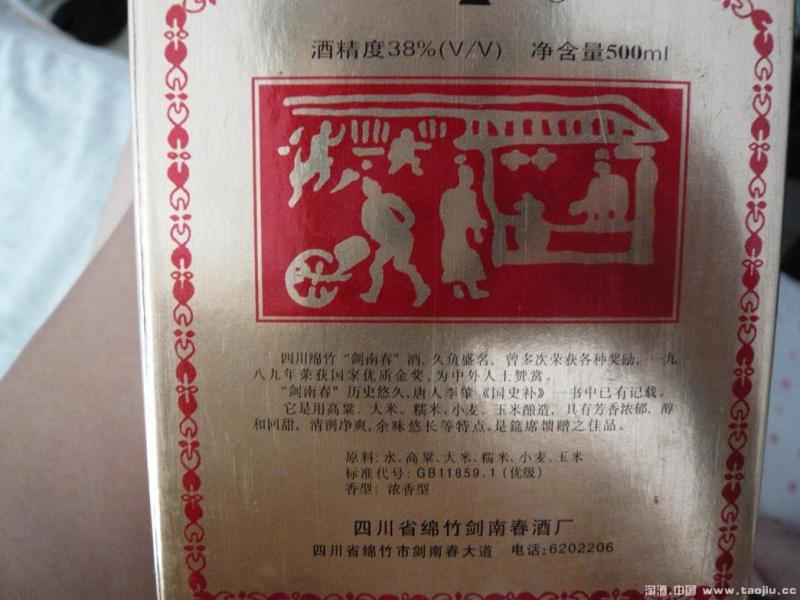 酒精度38%(V/V) 净含量500ml
四川绵竹“剑南春”酒,久负盛名,曾多次荣获各种奖励,一九
八九年荣获国家优质金奖,为中外人士赞赏。
“剑南春”历史悠久,唐人李肇《国史补》一书中已有记载。
它是用高粱、大米、糯米、小麦、玉米酿造,具有芳香浓郁,醇
和回甜,清洌净爽,余味悠长等特点。是筵席馈赠之佳品。
原料:水、高粱、大米、糯米、小麦、玉米
标准代号:GB11859.1(优级)
香型:浓香型
四川省绵竹剑南春酒厂
四川省绵竹市剑南春大道 电话:6202206
淘酒.中国 www.taojiu.cc